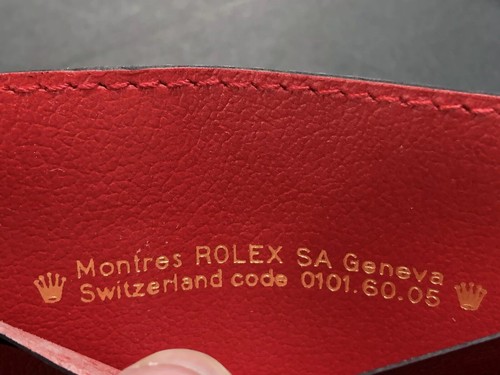 Montres ROLEX SA Geneva
Switzerland code 0101.60.05